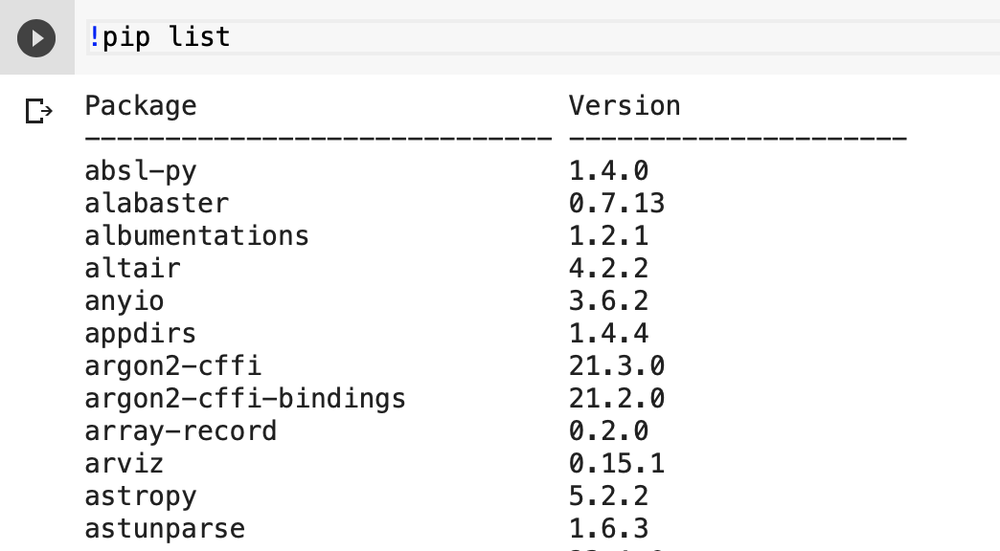 !pip list
Package                       Version
----------------------------- ---------------------
absl-py                       1.4.0
alabaster                     0.7.13
albumentations                1.2.1
altair                        4.2.2
anyio                         3.6.2
appdirs                       1.4.4
argon2-cffi                   21.3.0
argon2-cffi-bindings          21.2.0
array-record                  0.2.0
arviz                         0.15.1
astropy                       5.2.2
astunparse                    1.6.3